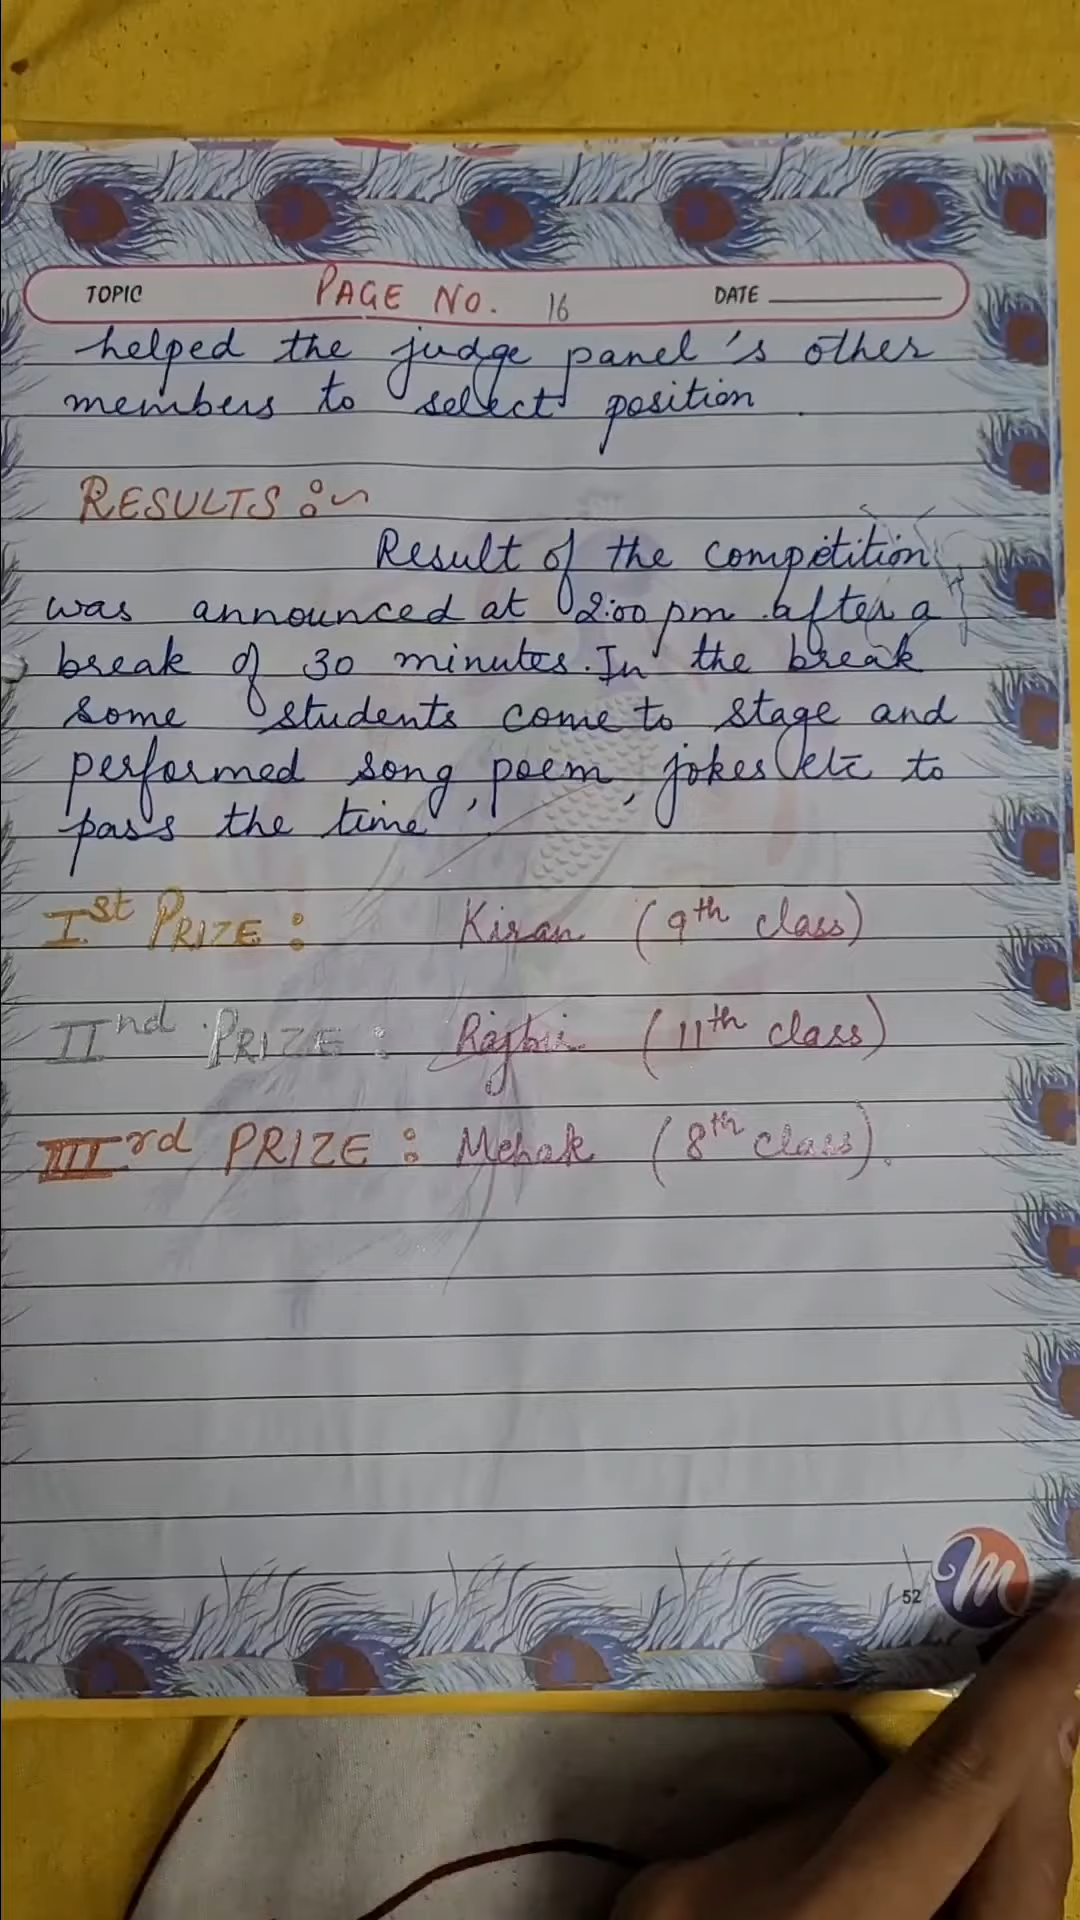 TOPIC PAGE No. 16 DATE
helped the judge panel's other
members to select position.
RESULTS :~
Result of the competition
was announced at 2:00 pm after a
break of 30 minutes. In the break
some students come to stage and
performed song, poem, jokes etc to
pass the time.
Ist PRIZE : Kiran (9th class)
IInd PRIZE : (11th class)
IIIrd PRIZE : Mehak (8th class).
52 M